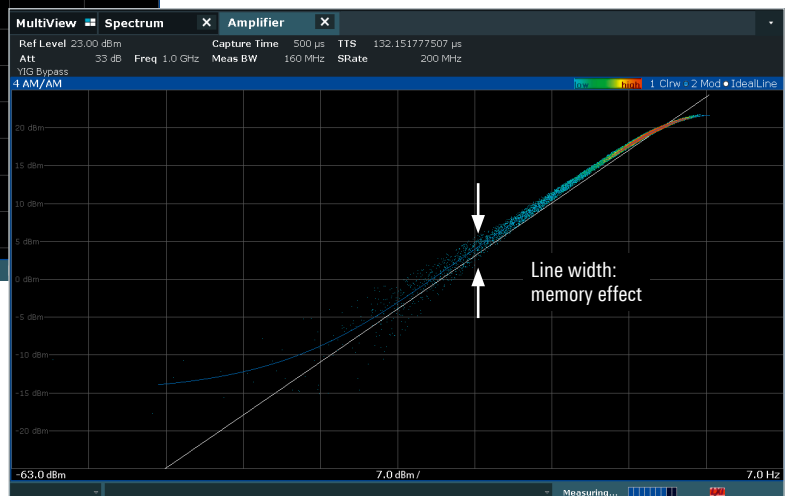 MultiView Spectrum X Amplifier X
Ref Level 23.00 dBm Capture Time 500 µs TTS 132.151777507 µs
Att 33 dB Freq 1.0 GHz Meas BW 160 MHz SRate 200 MHz
YIG Bypass
4 AM/AM low high 1 Clrw 2 Mod IdealLine
20 dBm
15 dBm
10 dBm
5 dBm
0 dBm
-5 dBm
-10 dBm
-15 dBm
-20 dBm
Line width:
memory effect
-63.0 dBm 7.0 dBm/ 7.0 Hz
Measuring...